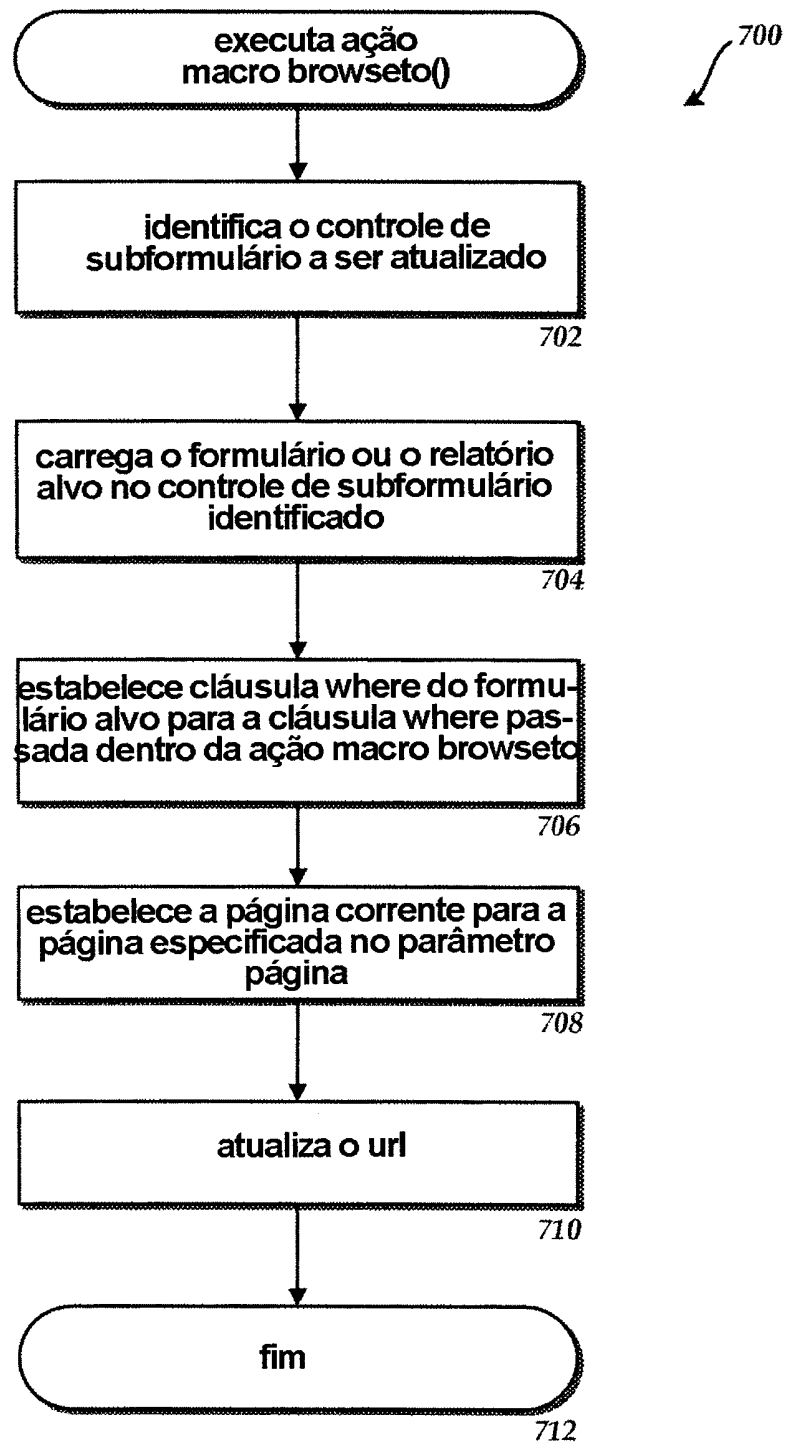 executa ação
macro browseto()
700
identifica o controle de
subformulário a ser atualizado
702
carrega o formulário ou o relatório
alvo no controle de subformulário
identificado
704
estabelece cláusula where do formu-
lário alvo para a cláusula where pas-
sada dentro da ação macro browseto
706
estabelece a página corrente para a
página especificada no parâmetro
página
708
atualiza o url
710
fim
712